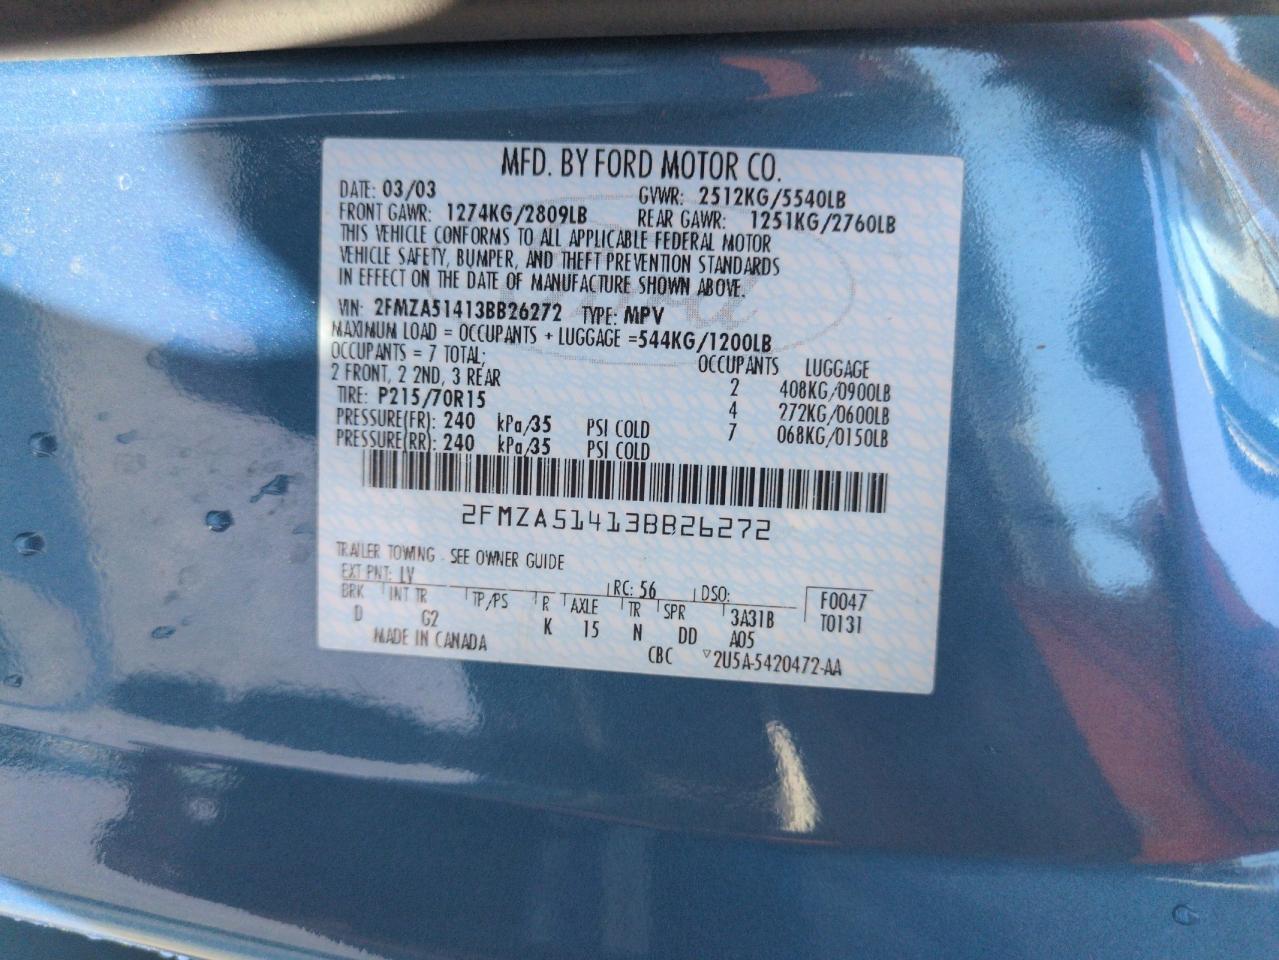 MFD. BY FORD MOTOR CO.
DATE: 03/03 GVWR: 2512KG/5540LB
FRONT GAWR: 1274KG/2809LB REAR GAWR: 1251KG/2760LB
THIS VEHICLE CONFORMS TO ALL APPLICABLE FEDERAL MOTOR
VEHICLE SAFETY, BUMPER, AND THEFT PREVENTION STANDARDS
IN EFFECT ON THE DATE OF MANUFACTURE SHOWN ABOVE.
VIN: 2FMZA51413BB26272 TYPE: MPV
MAXIMUM LOAD = OCCUPANTS + LUGGAGE =544KG/1200LB
OCCUPANTS = 7 TOTAL; OCCUPANTS LUGGAGE
2 FRONT, 2 2ND, 3 REAR 2 408KG/0900LB
TIRE: P215/70R15 4 272KG/0600LB
PRESSURE(FR): 240 kPa/35 PSI COLD 7 068KG/0150LB
PRESSURE(RR): 240 kPa/35 PSI COLD
2FMZA51413BB26272
TRAILER TOWING - SEE OWNER GUIDE
EXT PNT: LV RC: 56 DSO: F0047
BRK INT TR TP/PS R AXLE TR SPR 3A31B T0131
D G2 K 15 N DD A05
MADE IN CANADA CBC ▽2U5A-5420472-AA
Ford